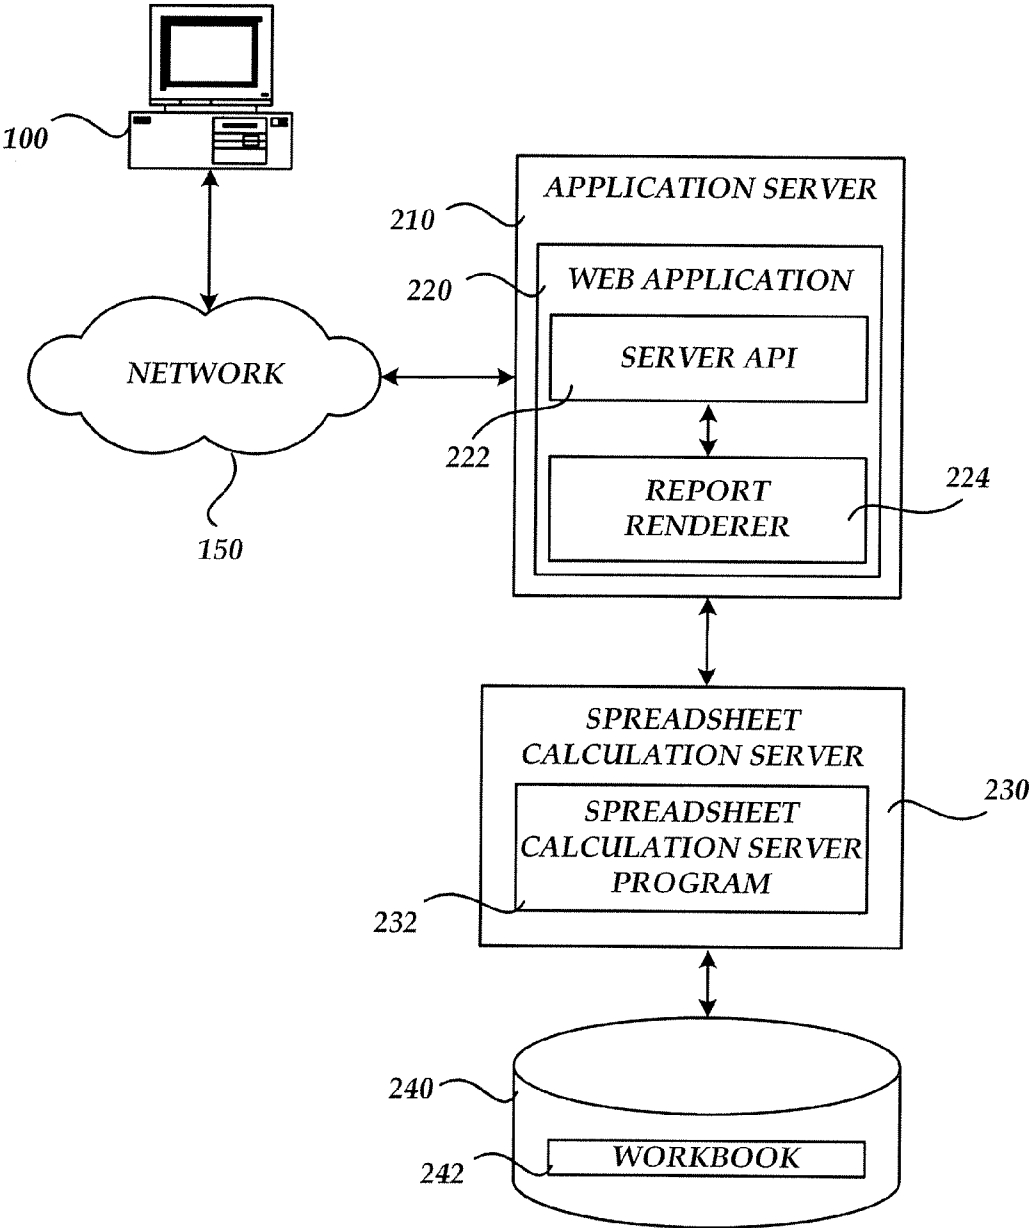 100
APPLICATION SERVER
210
WEB APPLICATION
220
SERVER API
NETWORK
222
REPORT
RENDERER
224
150
SPREADSHEET
CALCULATION SERVER
230
SPREADSHEET
CALCULATION SERVER
PROGRAM
232
240
WORKBOOK
242